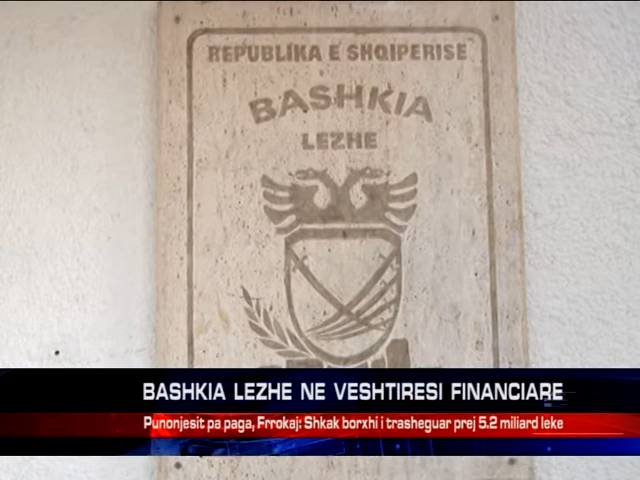 REPUBLIKA E SHQIPERISE
BASHKIA
LEZHE
BASHKIA LEZHE NE VESHTIRESI FINANCIARE
Punonjesit pa paga, Frrokaj: Shkak borxhi i trasheguar prej 5.2 miliard leke